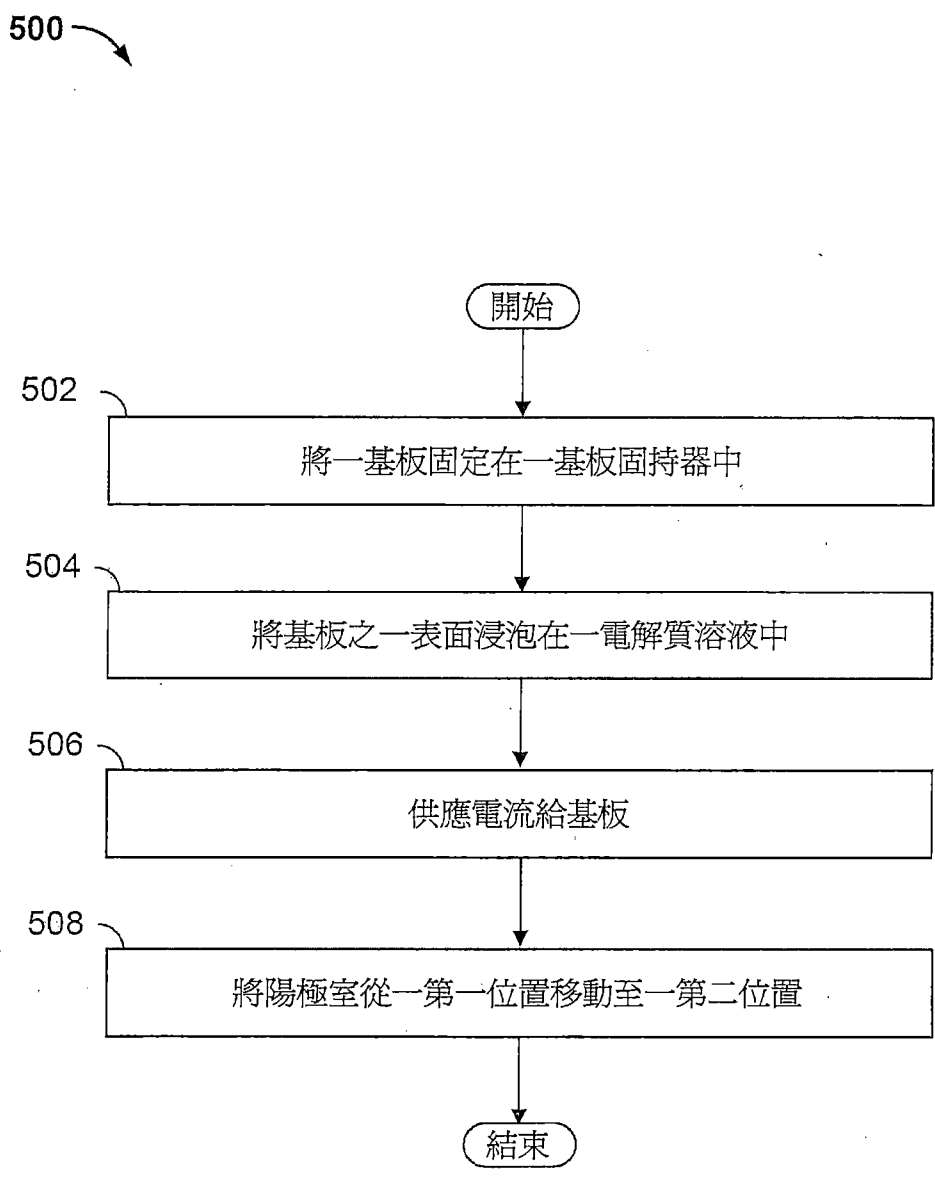 500
開始
502
將一基板固定在一基板固持器中
504
將基板之一表面浸泡在一電解質溶液中
506
供應電流給基板
508
將陽極室從一第一位置移動至一第二位置
結束